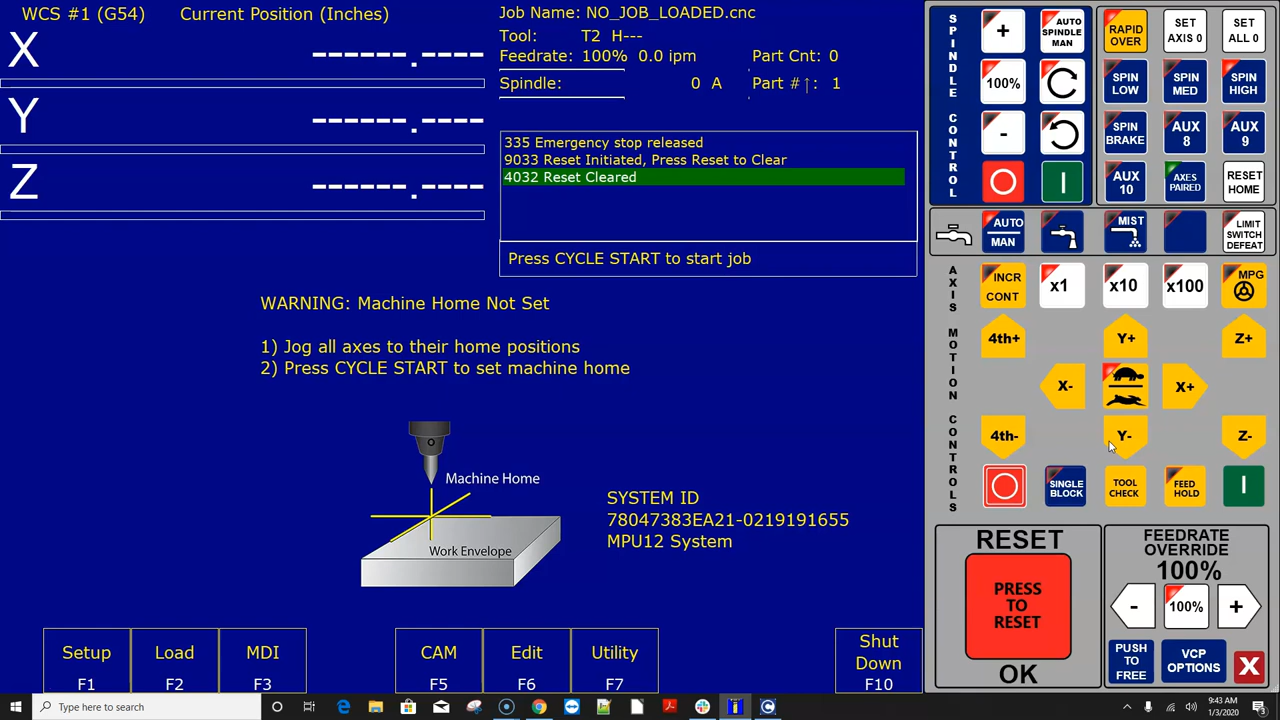 WCS #1 (G54)
Current Position (Inches)
X
Y
Z
Job Name: NO_JOB_LOADED.cnc
Tool: T2 H---
Feedrate: 100% 0.0 ipm Part Cnt: 0
Spindle: 0 A Part #↑: 1
335 Emergency stop released
9033 Reset Initiated, Press Reset to Clear
4032 Reset Cleared
Press CYCLE START to start job
WARNING: Machine Home Not Set
1) Jog all axes to their home positions
2) Press CYCLE START to set machine home
Machine Home
Work Envelope
SYSTEM ID
78047383EA21-0219191655
MPU12 System
Setup
F1
Load
F2
MDI
F3
CAM
F5
Edit
F6
Utility
F7
Shut
Down
F10
SPINDLE CONTROL
+
AUTO
SPINDLE
MAN
100%
-
RAPID
OVER
SET
AXIS 0
SET
ALL 0
SPIN
LOW
SPIN
MED
SPIN
HIGH
SPIN
BRAKE
AUX
8
AUX
9
AUX
10
AXES
PAIRED
RESET
HOME
AUTO
MAN
MIST
LIMIT
SWITCH
DEFEAT
AXIS MOTION CONTROLS
INCR
CONT
x1
x10
x100
MPG
4th+
Y+
Z+
X-
X+
4th-
Y-
Z-
SINGLE
BLOCK
TOOL
CHECK
FEED
HOLD
RESET
PRESS
TO
RESET
OK
FEEDRATE
OVERRIDE
100%
-
100%
+
PUSH
TO
FREE
VCP
OPTIONS
X
Type here to search
9:43 AM
1/3/2020